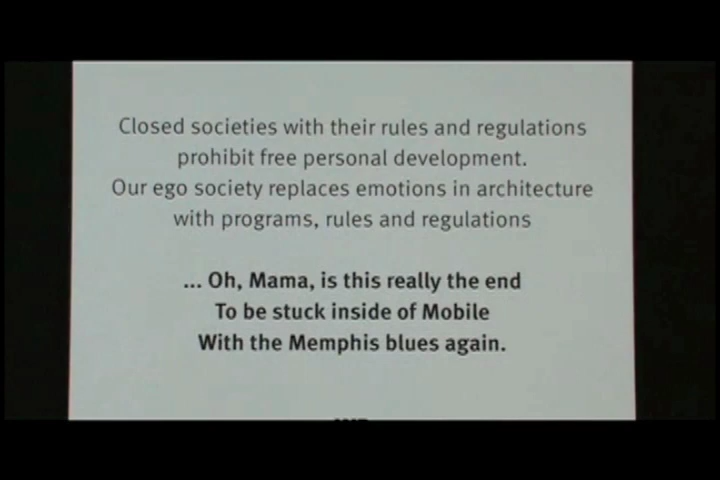 Closed societies with their rules and regulations
prohibit free personal development.
Our ego society replaces emotions in architecture
with programs, rules and regulations
... Oh, Mama, is this really the end
To be stuck inside of Mobile
With the Memphis blues again.